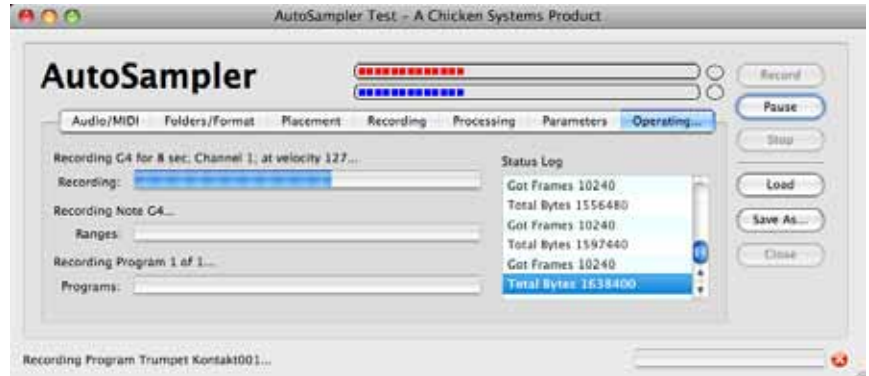 AutoSampler Test – A Chicken Systems Product
AutoSampler
Record
Pause
Stop
Load
Save As...
Close
Audio/MIDI Folders/Format Placement Recording Processing Parameters Operating...
Recording G4 for 8 sec, Channel 1, at velocity 127...
Recording:
Recording Note G4...
Ranges:
Recording Program 1 of 1...
Programs:
Status Log
Got Frames 10240
Total Bytes 1556480
Got Frames 10240
Total Bytes 1597440
Got Frames 10240
Total Bytes 1638400
Recording Program Trumpet Kontakt001...